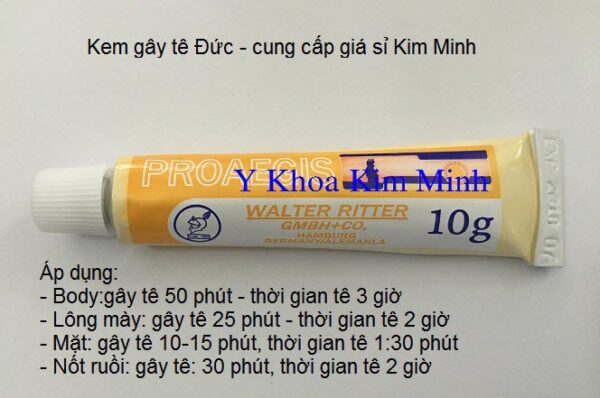 Kem gây tê Đức - cung cấp giá sỉ Kim Minh
PROAEGIS
Y Khoa Kim Minh
WALTER RITTER
GMBH+CO.
HAMBURG
GERMANY/ALEMANLA
10g
Áp dụng:
- Body:gây tê 50 phút - thời gian tê 3 giờ
- Lông mày: gây tê 25 phút - thời gian tê 2 giờ
- Mặt: gây tê 10-15 phút, thời gian tê 1:30 phút
- Nốt ruồi: gây tê: 30 phút, thời gian tê 2 giờ